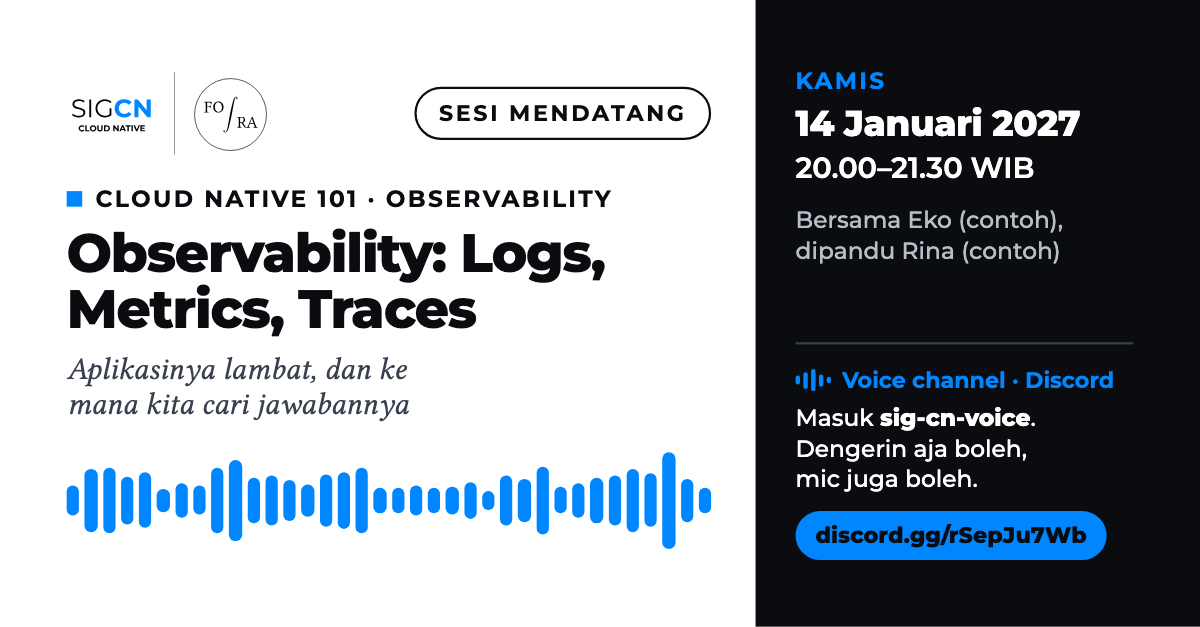 SIGCN
CLOUD NATIVE
FO∫RA
SESI MENDATANG
CLOUD NATIVE 101 · OBSERVABILITY
Observability: Logs,
Metrics, Traces
Aplikasinya lambat, dan ke
mana kita cari jawabannya
KAMIS
14 Januari 2027
20.00–21.30 WIB
Bersama Eko (contoh),
dipandu Rina (contoh)
Voice channel · Discord
Masuk sig-cn-voice.
Dengerin aja boleh,
mic juga boleh.
discord.gg/rSepJu7Wb